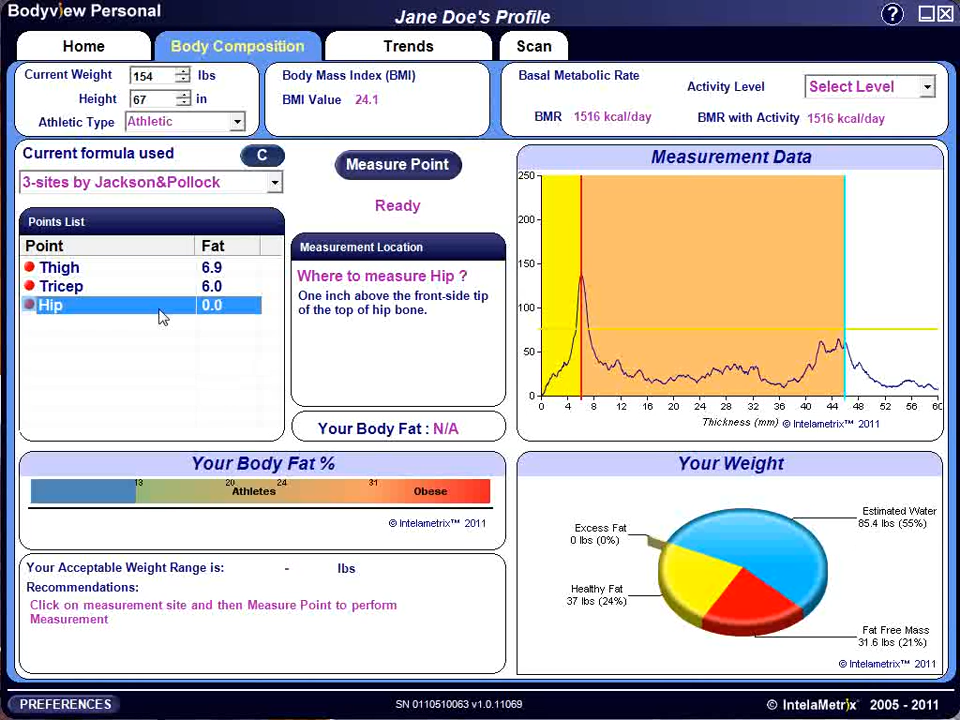 Bodyview Personal
Jane Doe's Profile
?
Home
Body Composition
Trends
Scan
Current Weight 154 lbs
Height 67 in
Athletic Type Athletic
Body Mass Index (BMI)
BMI Value 24.1
Basal Metabolic Rate
Activity Level Select Level
BMR 1516 kcal/day
BMR with Activity 1516 kcal/day
Current formula used
C
3-sites by Jackson&Pollock
Measure Point
Ready
Points List
Point Fat
Thigh 6.9
Tricep 6.0
Hip 0.0
Measurement Location
Where to measure Hip ?
One inch above the front-side tip
of the top of hip bone.
Your Body Fat : N/A
Measurement Data
250
200
150
100
50
0
0 4 8 12 16 20 24 28 32 36 40 44 48 52 56 60
Thickness (mm) © Intelametrix™ 2011
Your Body Fat %
13 20 24 31
Athletes
Obese
© Intelametrix™ 2011
Your Acceptable Weight Range is: - lbs
Recommendations:
Click on measurement site and then Measure Point to perform
Measurement
Your Weight
Estimated Water
85.4 lbs (55%)
Excess Fat
0 lbs (0%)
Healthy Fat
37 lbs (24%)
Fat Free Mass
31.6 lbs (21%)
© Intelametrix™ 2011
PREFERENCES
SN 0110510063 v1.0.11069
© IntelaMetrix 2005 - 2011